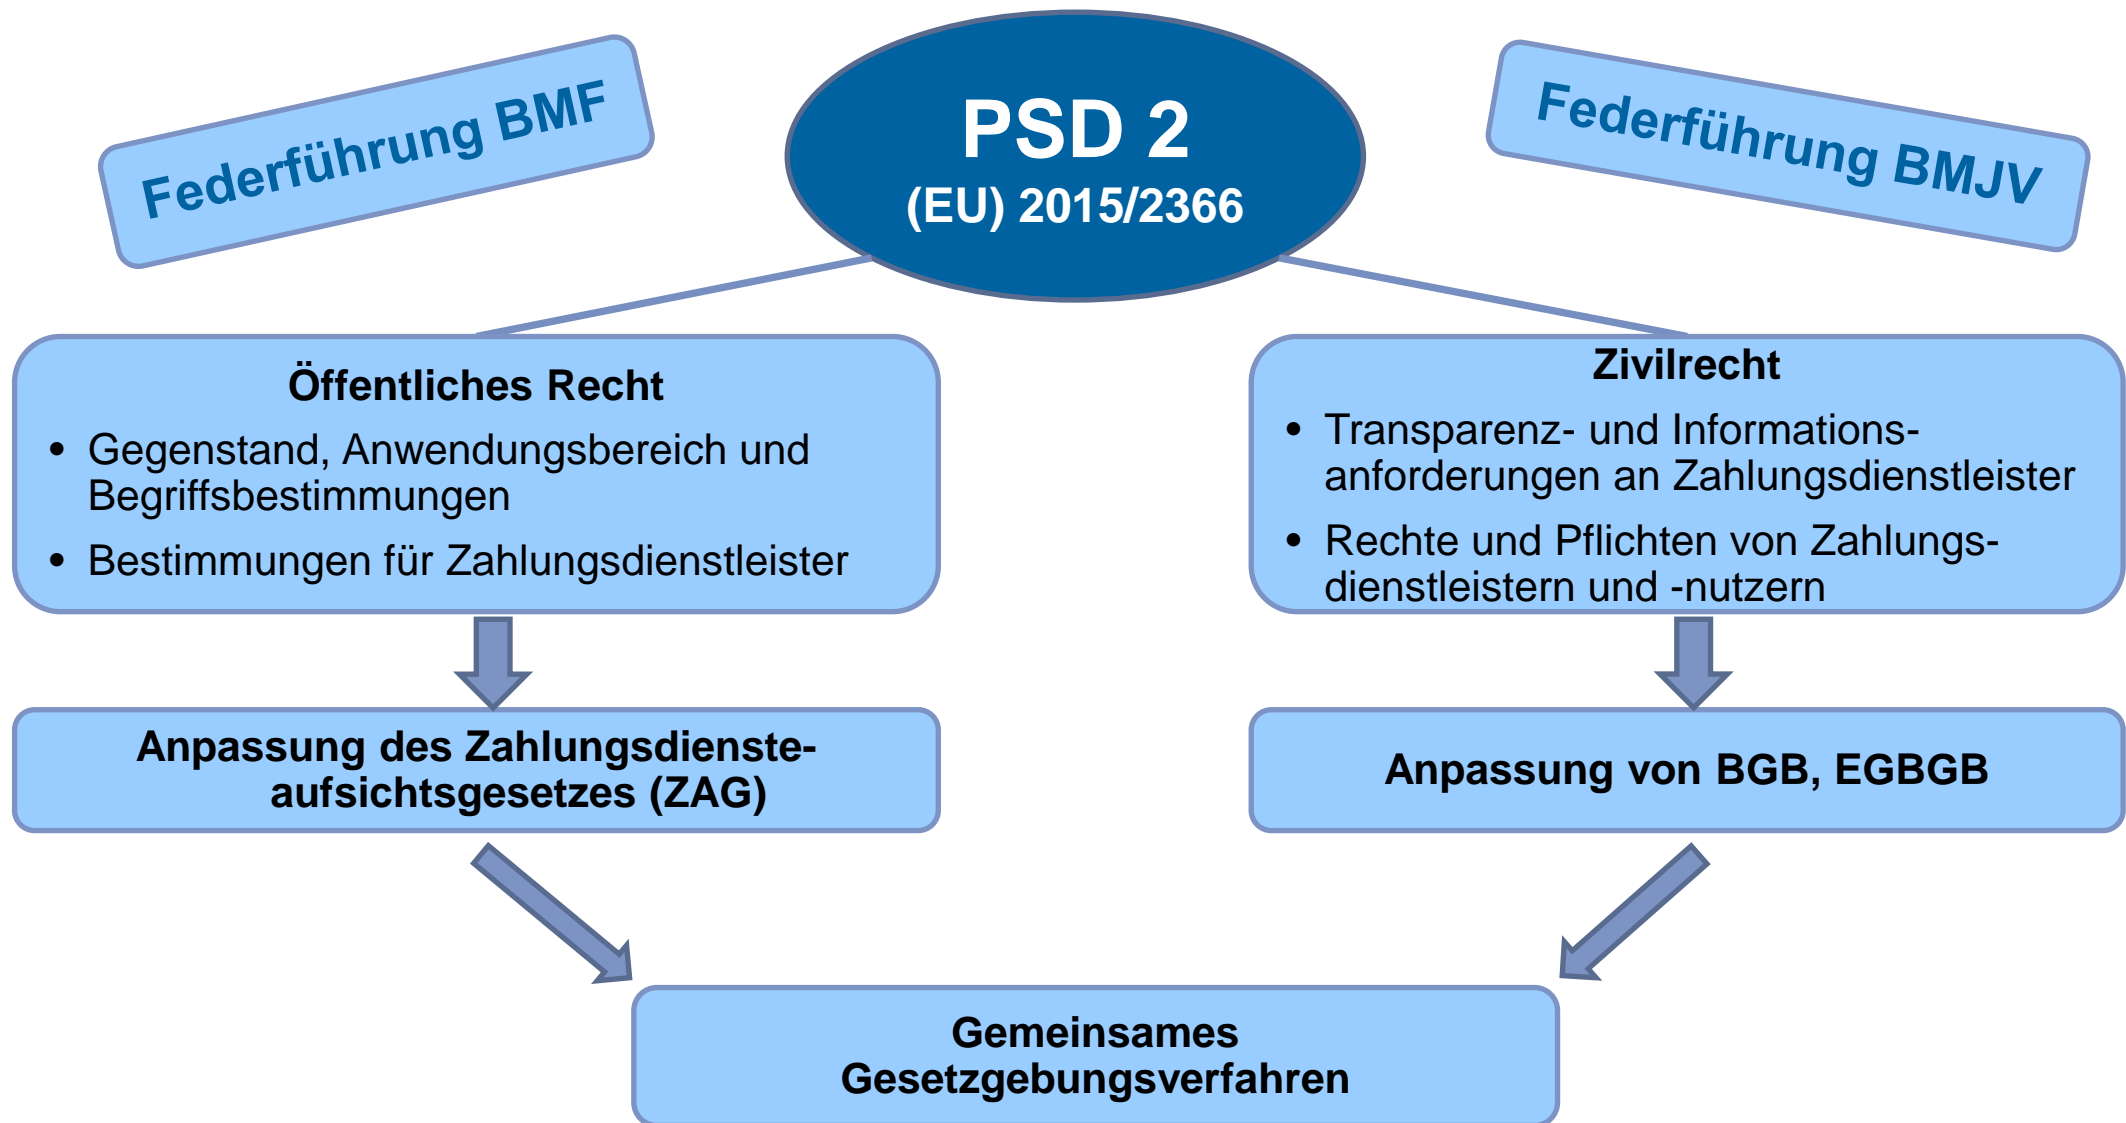 Federführung BMF
PSD 2
(EU) 2015/2366
Federführung BMJV
Öffentliches Recht
• Gegenstand, Anwendungsbereich und
Begriffsbestimmungen
• Bestimmungen für Zahlungsdienstleister
Zivilrecht
• Transparenz- und Informations-
anforderungen an Zahlungsdienstleister
• Rechte und Pflichten von Zahlungs-
dienstleistern und -nutzern
Anpassung des Zahlungsdienste-
aufsichtsgesetzes (ZAG)
Anpassung von BGB, EGBGB
Gemeinsames
Gesetzgebungsverfahren